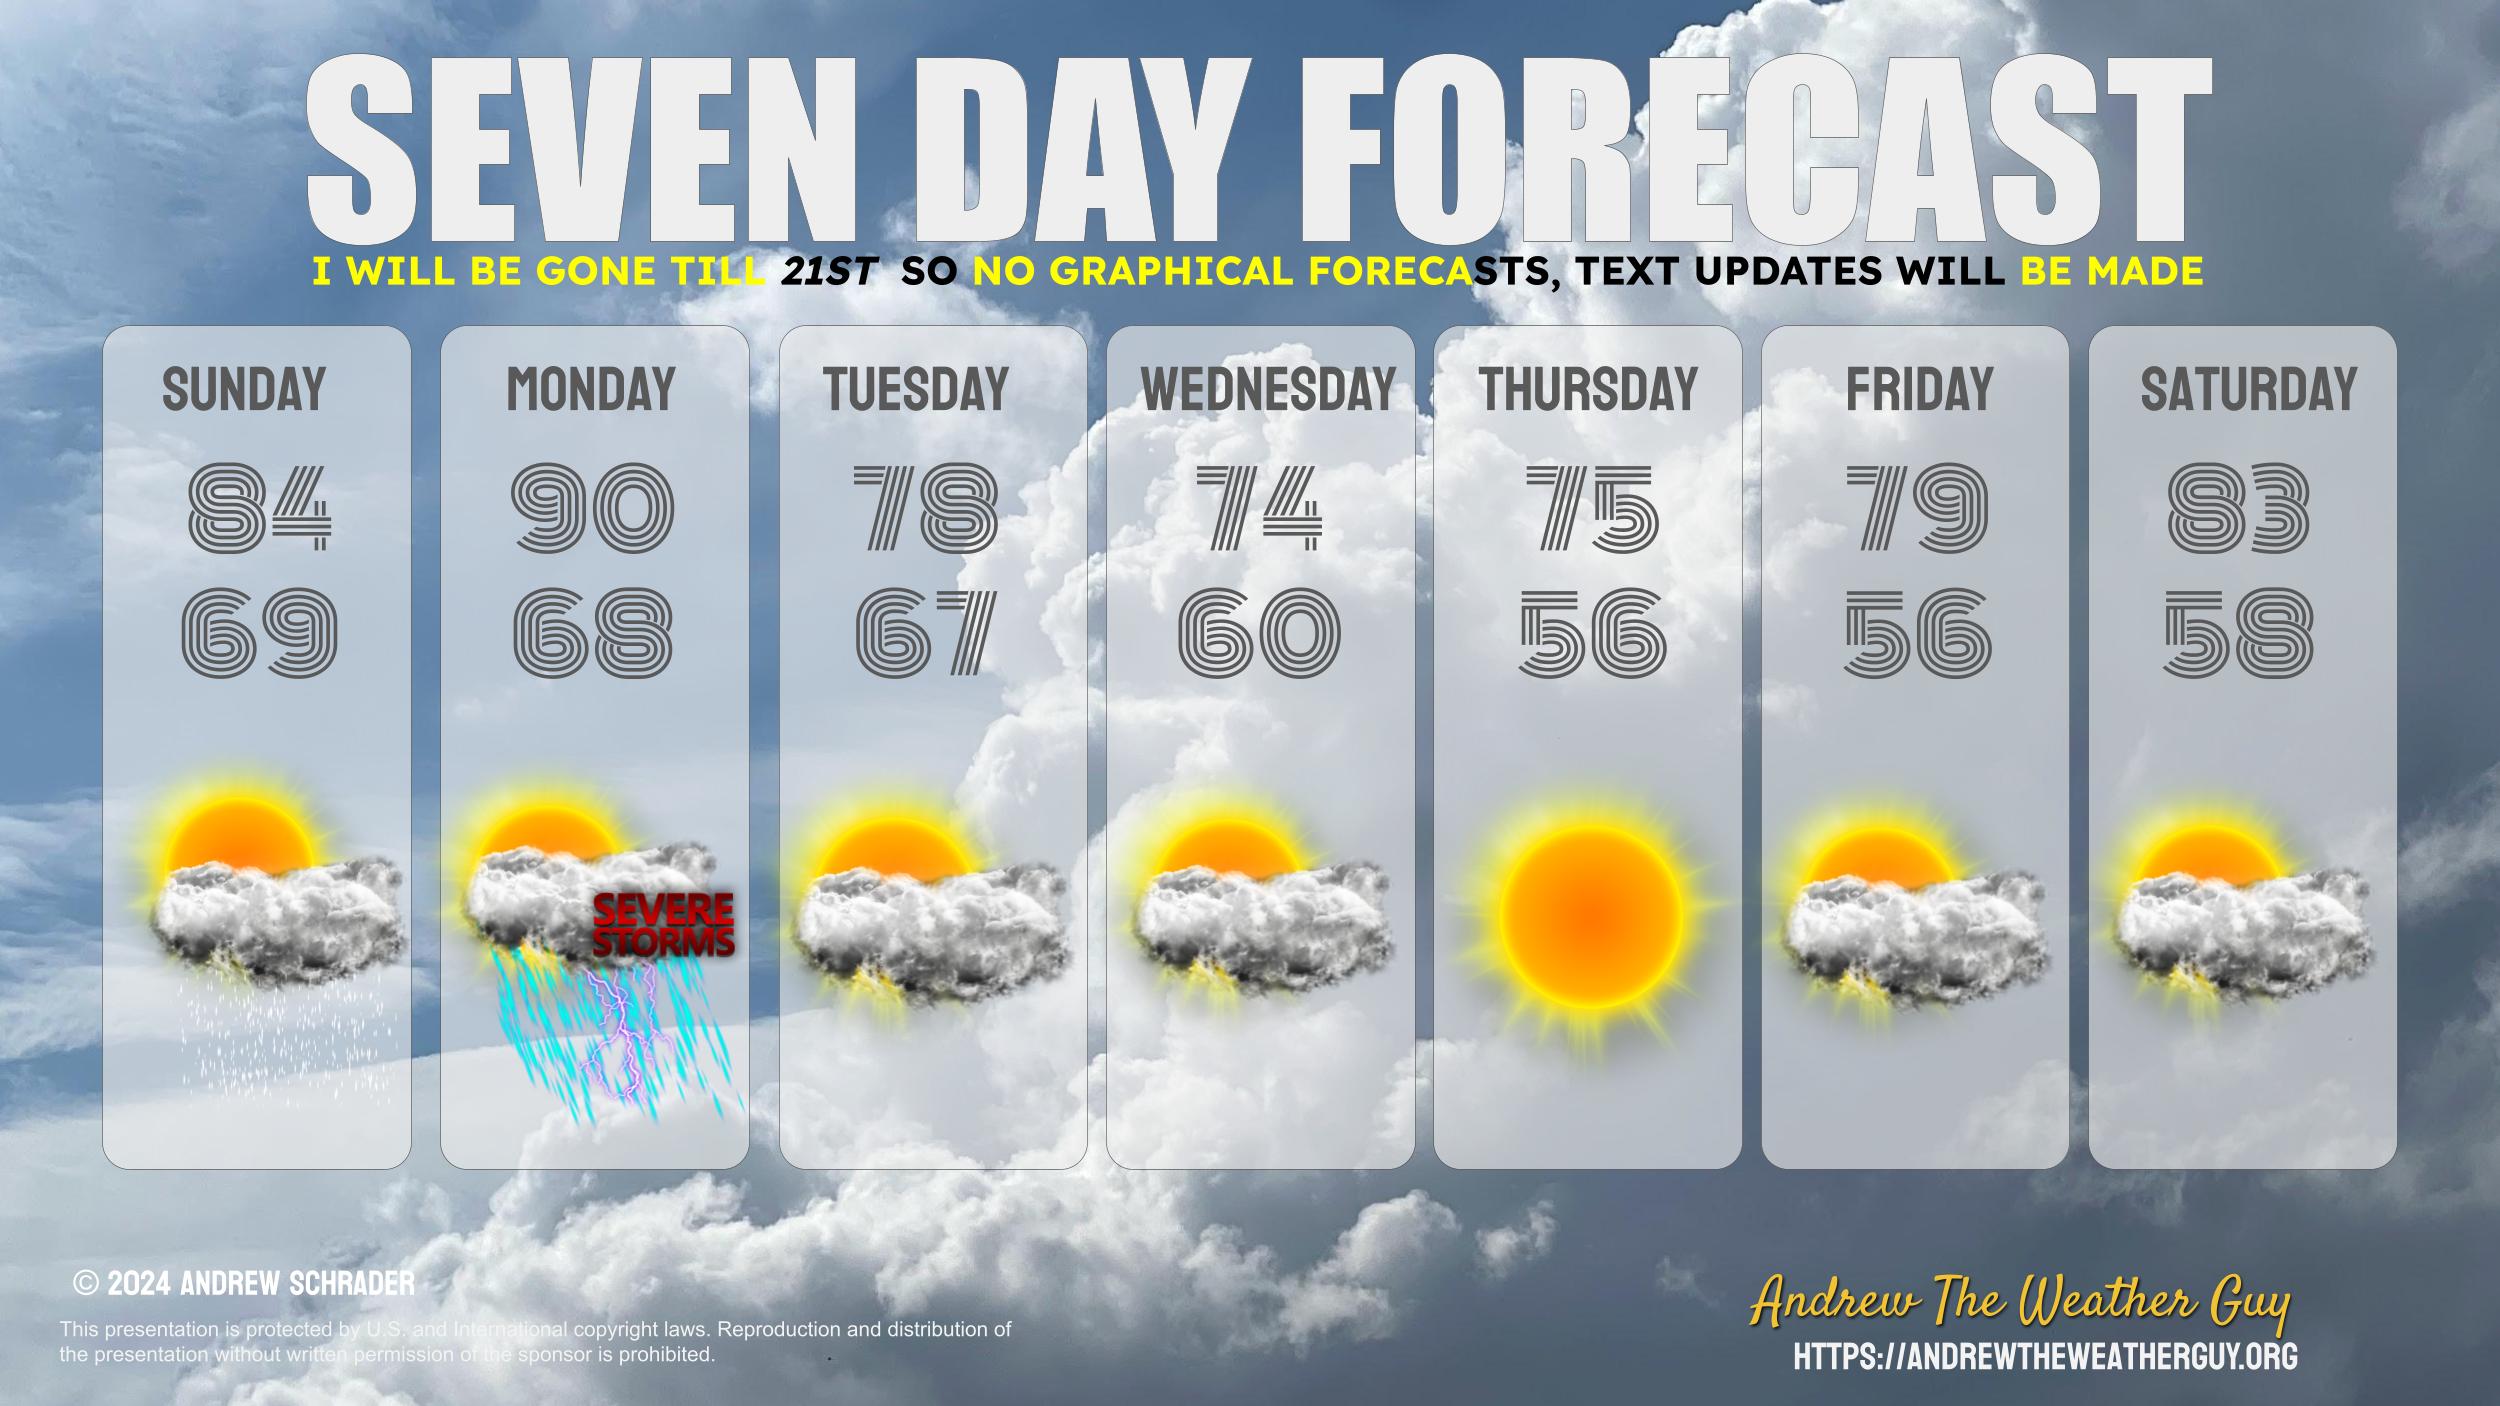 SEVEN DAY FORECAST
I WILL BE GONE TILL 21ST SO NO GRAPHICAL FORECASTS, TEXT UPDATES WILL BE MADE
SUNDAY
84
69
MONDAY
90
68
SEVERE
STORMS
TUESDAY
78
67
WEDNESDAY
74
60
THURSDAY
75
56
FRIDAY
79
56
SATURDAY
83
58
© 2024 ANDREW SCHRADER
This presentation is protected by U.S. and International copyright laws. Reproduction and distribution of
the presentation without written permission of the sponsor is prohibited.
Andrew The Weather Guy
HTTPS://ANDREWTHEWEATHERGUY.ORG